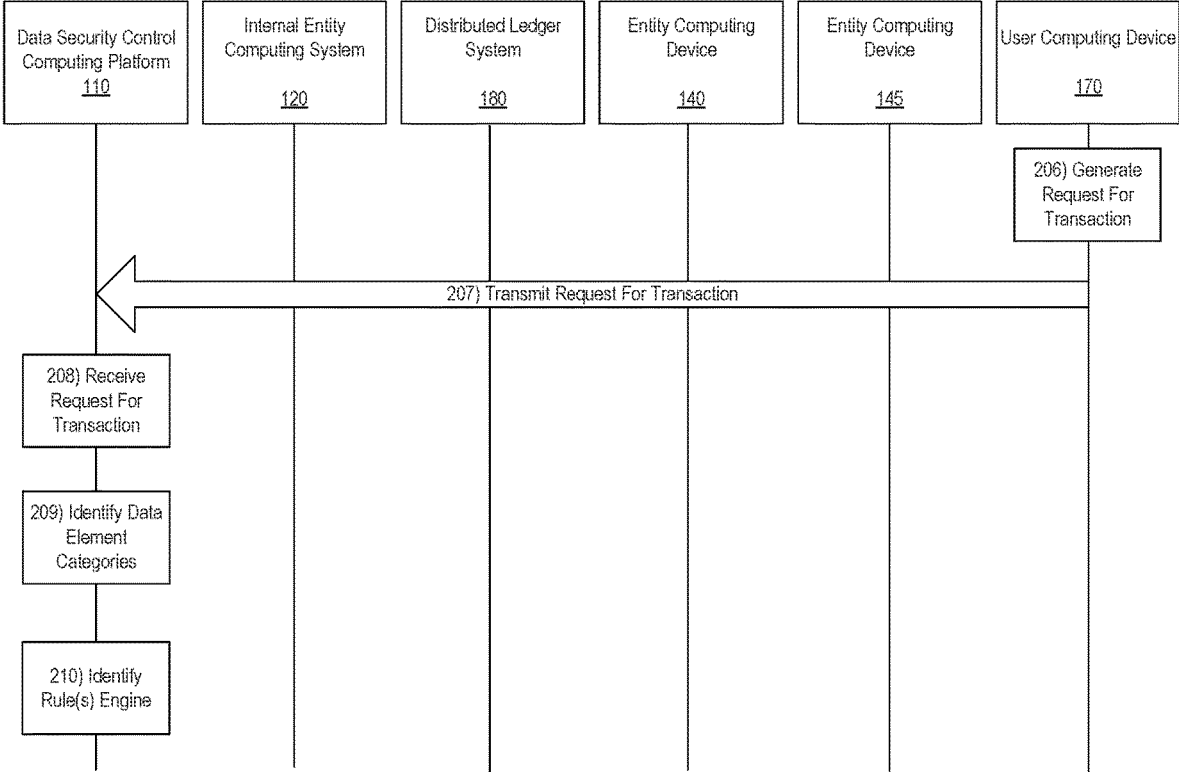 Data Security Control
Computing Platform
110
Internal Entity
Computing System
120
Distributed Ledger
System
180
Entity Computing
Device
140
Entity Computing
Device
145
User Computing Device
170
206) Generate
Request For
Transaction
207) Transmit Request For Transaction
208) Receive
Request For
Transaction
209) Identify Data
Element
Categories
210) Identify
Rule(s) Engine